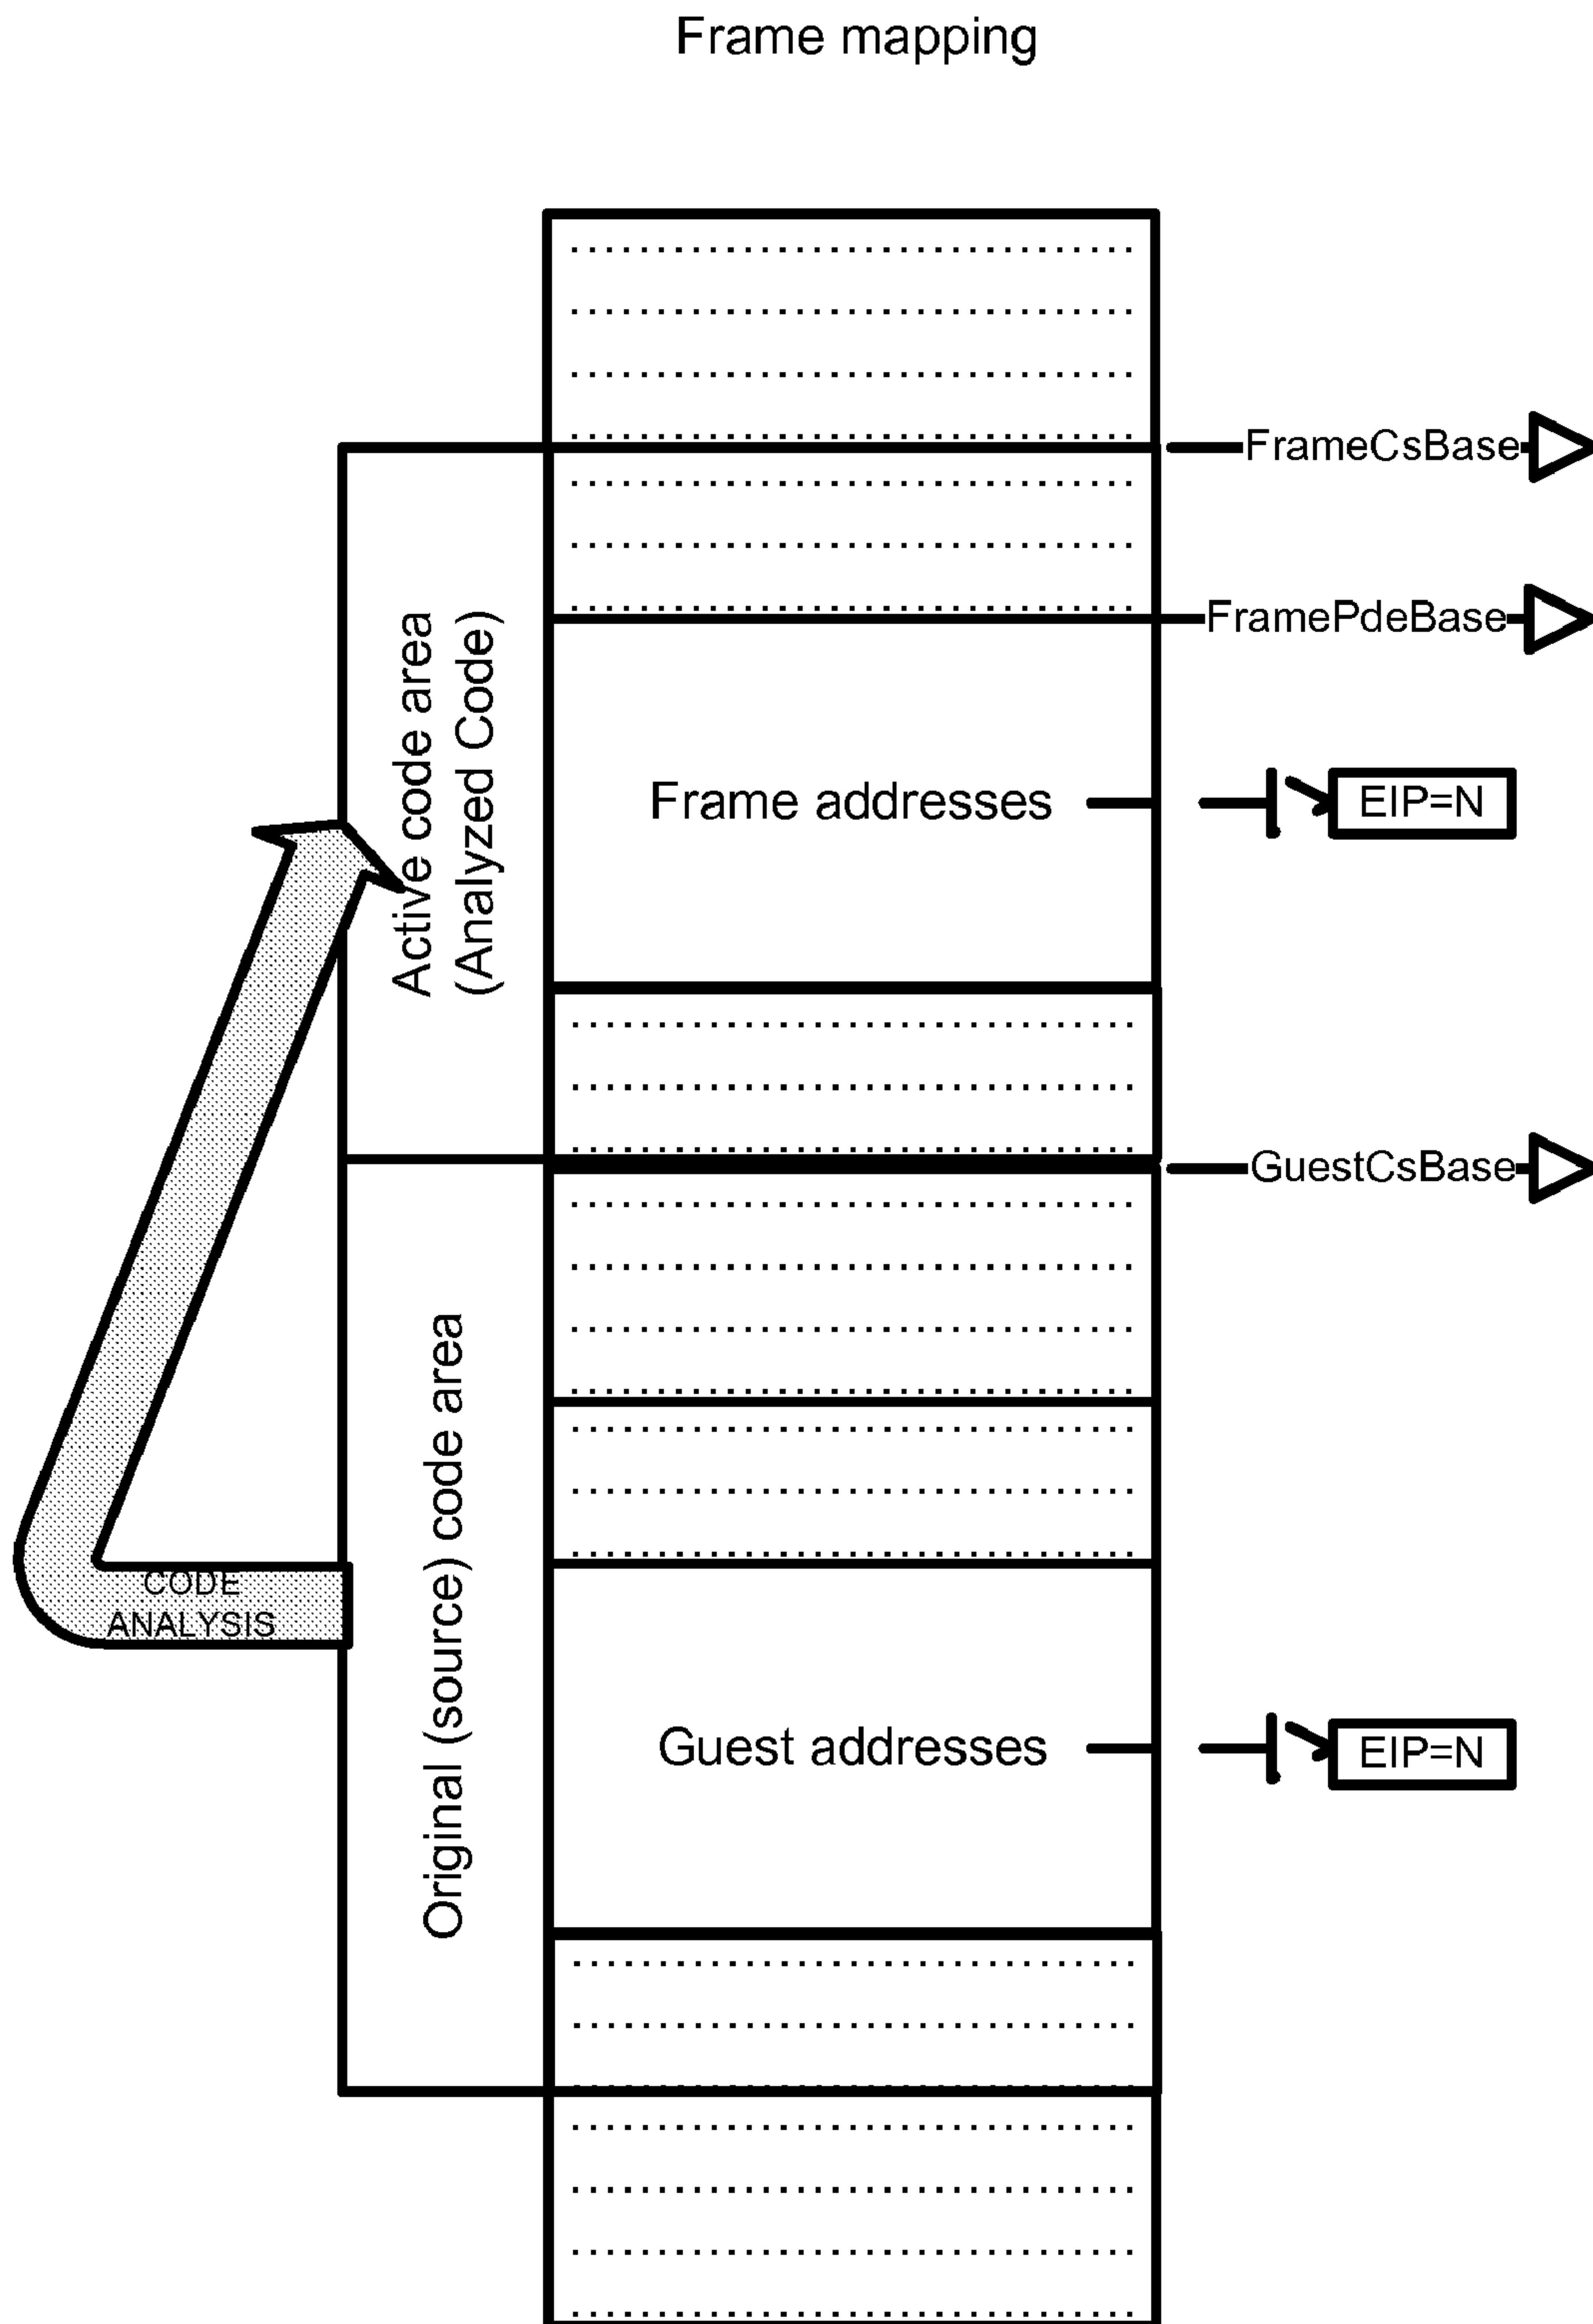 Frame mapping
FrameCsBase
FramePdeBase
Active code area
(Analyzed Code)
Frame addresses
EIP=N
GuestCsBase
Original (source) code area
CODE
ANALYSIS
Guest addresses
EIP=N